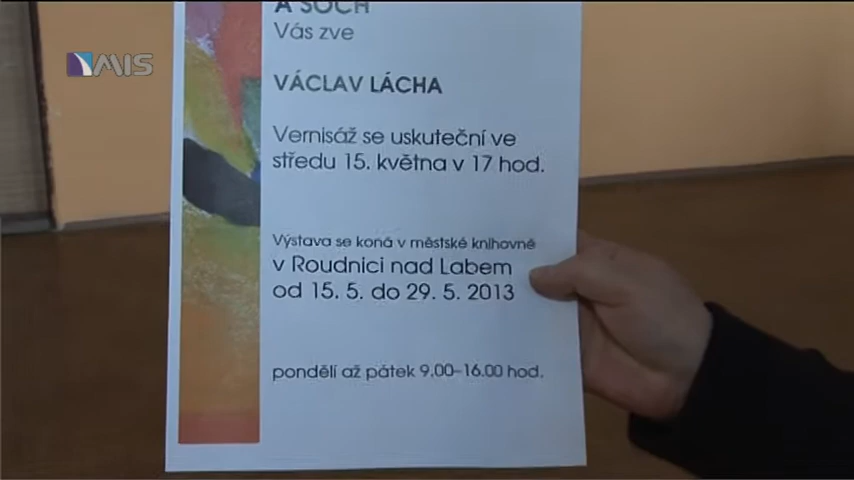 A SOCH
Vás zve
MIS
VÁCLAV LÁCHA
Vernisáž se uskuteční ve
středu 15. května v 17 hod.
Výstava se koná v městské knihovně
v Roudnici nad Labem
od 15. 5. do 29. 5. 2013
pondělí až pátek 9.00–16.00 hod.